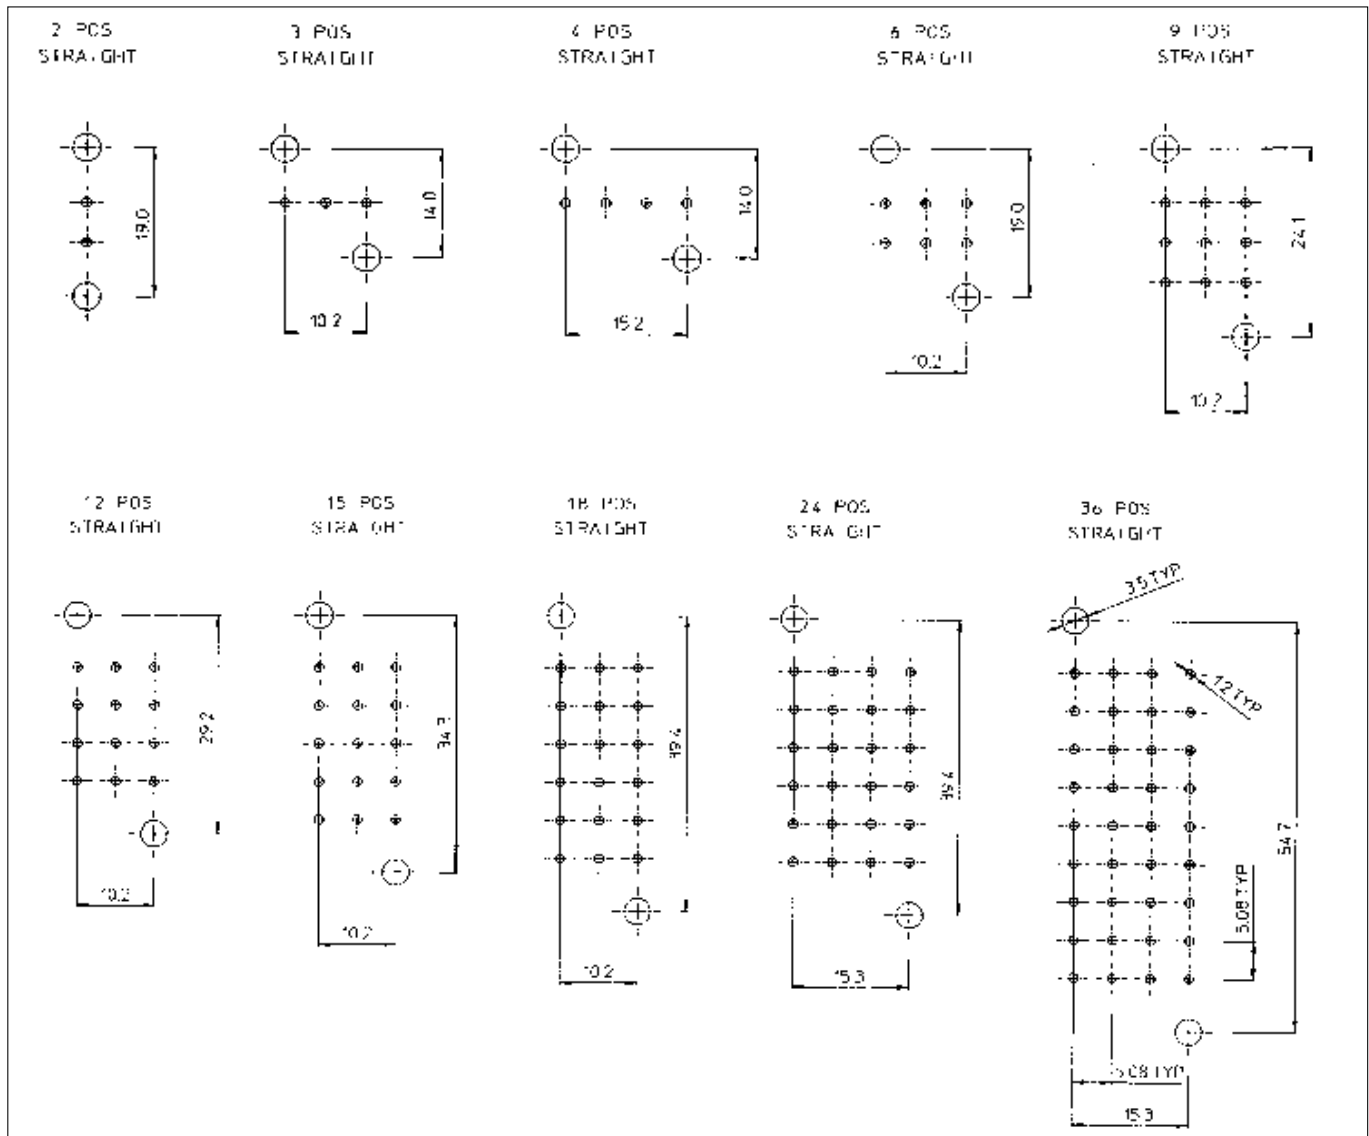 2 POS
STRAIGHT
3 POS
STRAIGHT
4 POS
STRAIGHT
6 POS
STRAIGHT
9 POS
STRAIGHT
19.0
14.0
10.2
14.0
15.2
19.0
10.2
24.1
10.2
12 POS
STRAIGHT
15 POS
STRAIGHT
18 POS
STRAIGHT
24 POS
STRAIGHT
36 POS
STRAIGHT
29.2
10.2
34.3
10.2
39.4
10.2
39.4
15.3
3.5 TYP
1.2 TYP
54.7
5.08 TYP
5.08 TYP
15.3